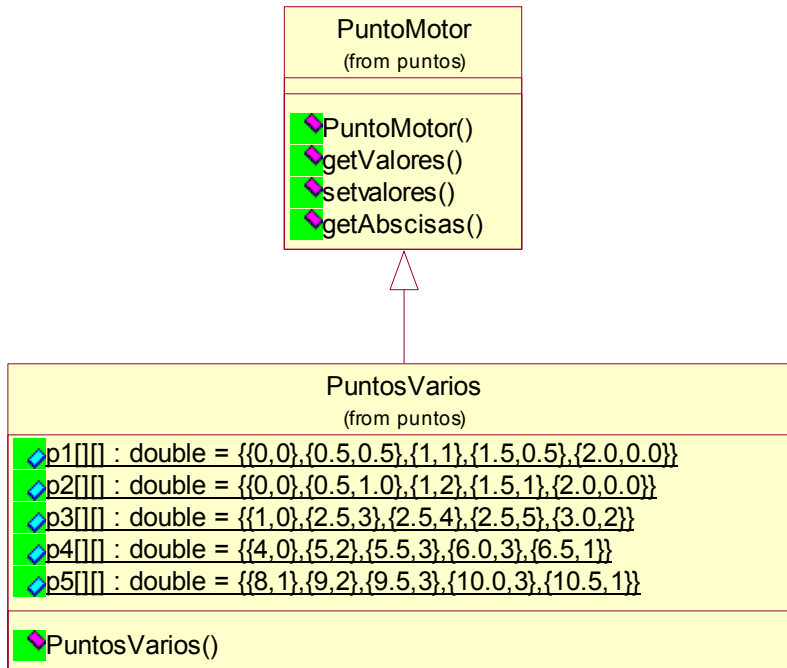 PuntoMotor
(from puntos)
PuntoMotor()
getValores()
setvalores()
getAbscisas()
PuntosVarios
(from puntos)
p1[][] : double = {{0,0},{0.5,0.5},{1,1},{1.5,0.5},{2.0,0.0}}
p2[][] : double = {{0,0},{0.5,1.0},{1,2},{1.5,1},{2.0,0.0}}
p3[][] : double = {{1,0},{2.5,3},{2.5,4},{2.5,5},{3.0,2}}
p4[][] : double = {{4,0},{5,2},{5.5,3},{6.0,3},{6.5,1}}
p5[][] : double = {{8,1},{9,2},{9.5,3},{10.0,3},{10.5,1}}
PuntosVarios()